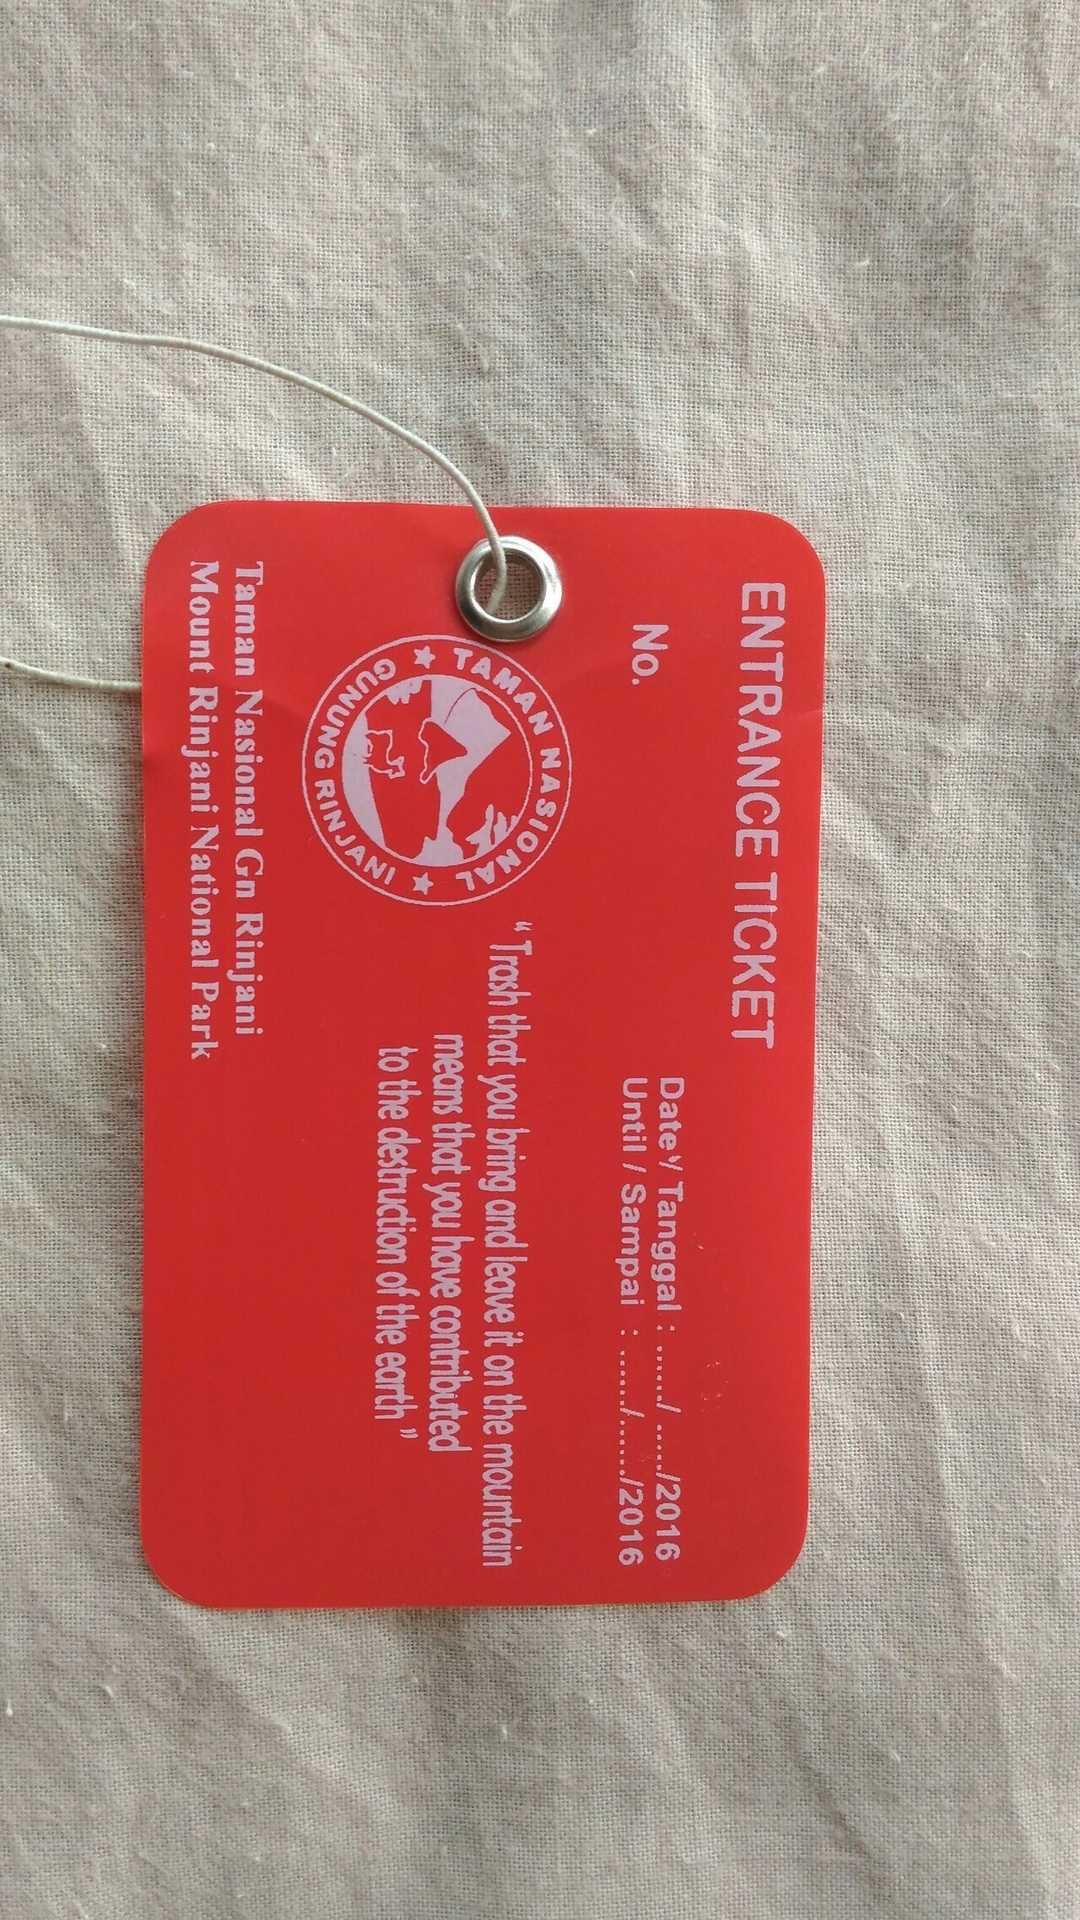 ENTRANCE TICKET
No.
Date / Tanggal : ....../ ...../2016
Until / Sampai : ....../....../2016
TAMAN NASIONAL
GUNUNG RINJANI
“Trash that you bring and leave it on the mountain
means that you have contributed
to the destruction of the earth”
Taman Nasional Gn Rinjani
Mount Rinjani National Park